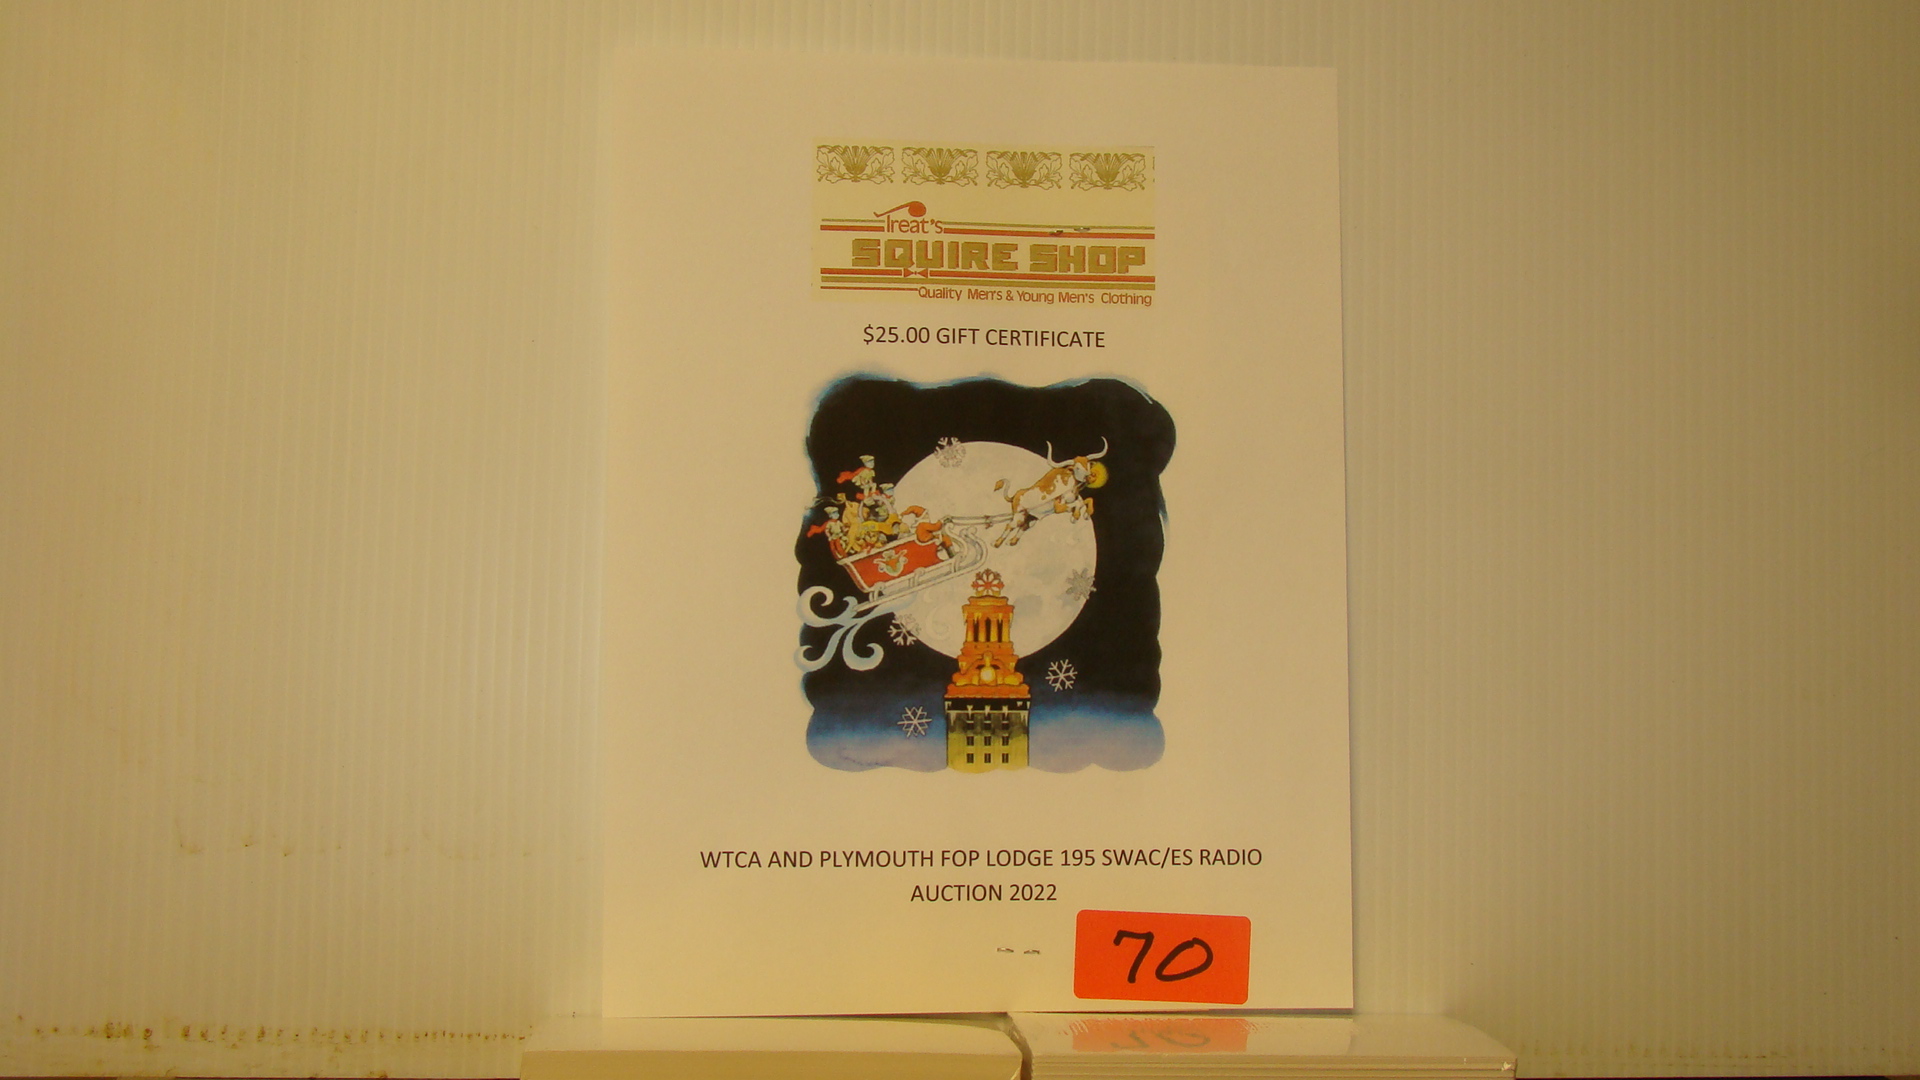 Treat's
SQUIRE SHOP
Quality Men's & Young Men's Clothing
$25.00 GIFT CERTIFICATE
WTCA AND PLYMOUTH FOP LODGE 195 SWAC/ES RADIO
AUCTION 2022
70